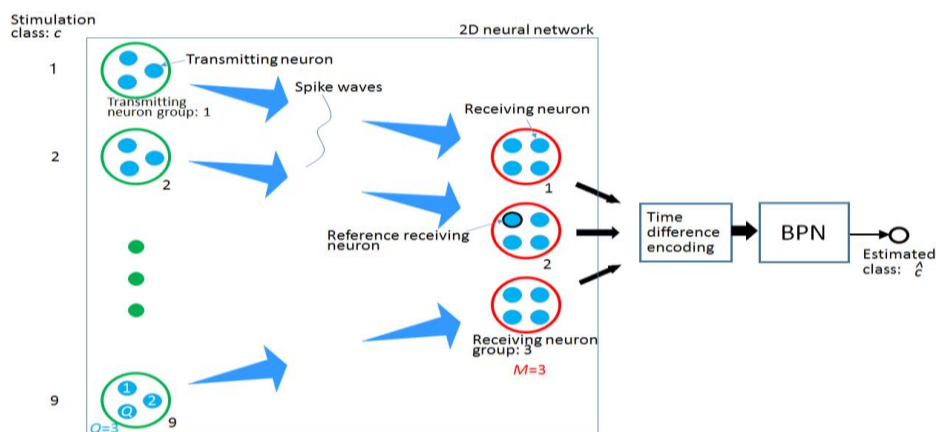 Stimulation
class: c
2D neural network
1
Transmitting neuron
Transmitting
neuron group: 1
Spike waves
Receiving neuron
2
2
1
Reference receiving
neuron
2
Time
difference
encoding
BPN
Estimated
class: ĉ
Receiving neuron
group: 3
M=3
9
1
2
Q
Q=3
9